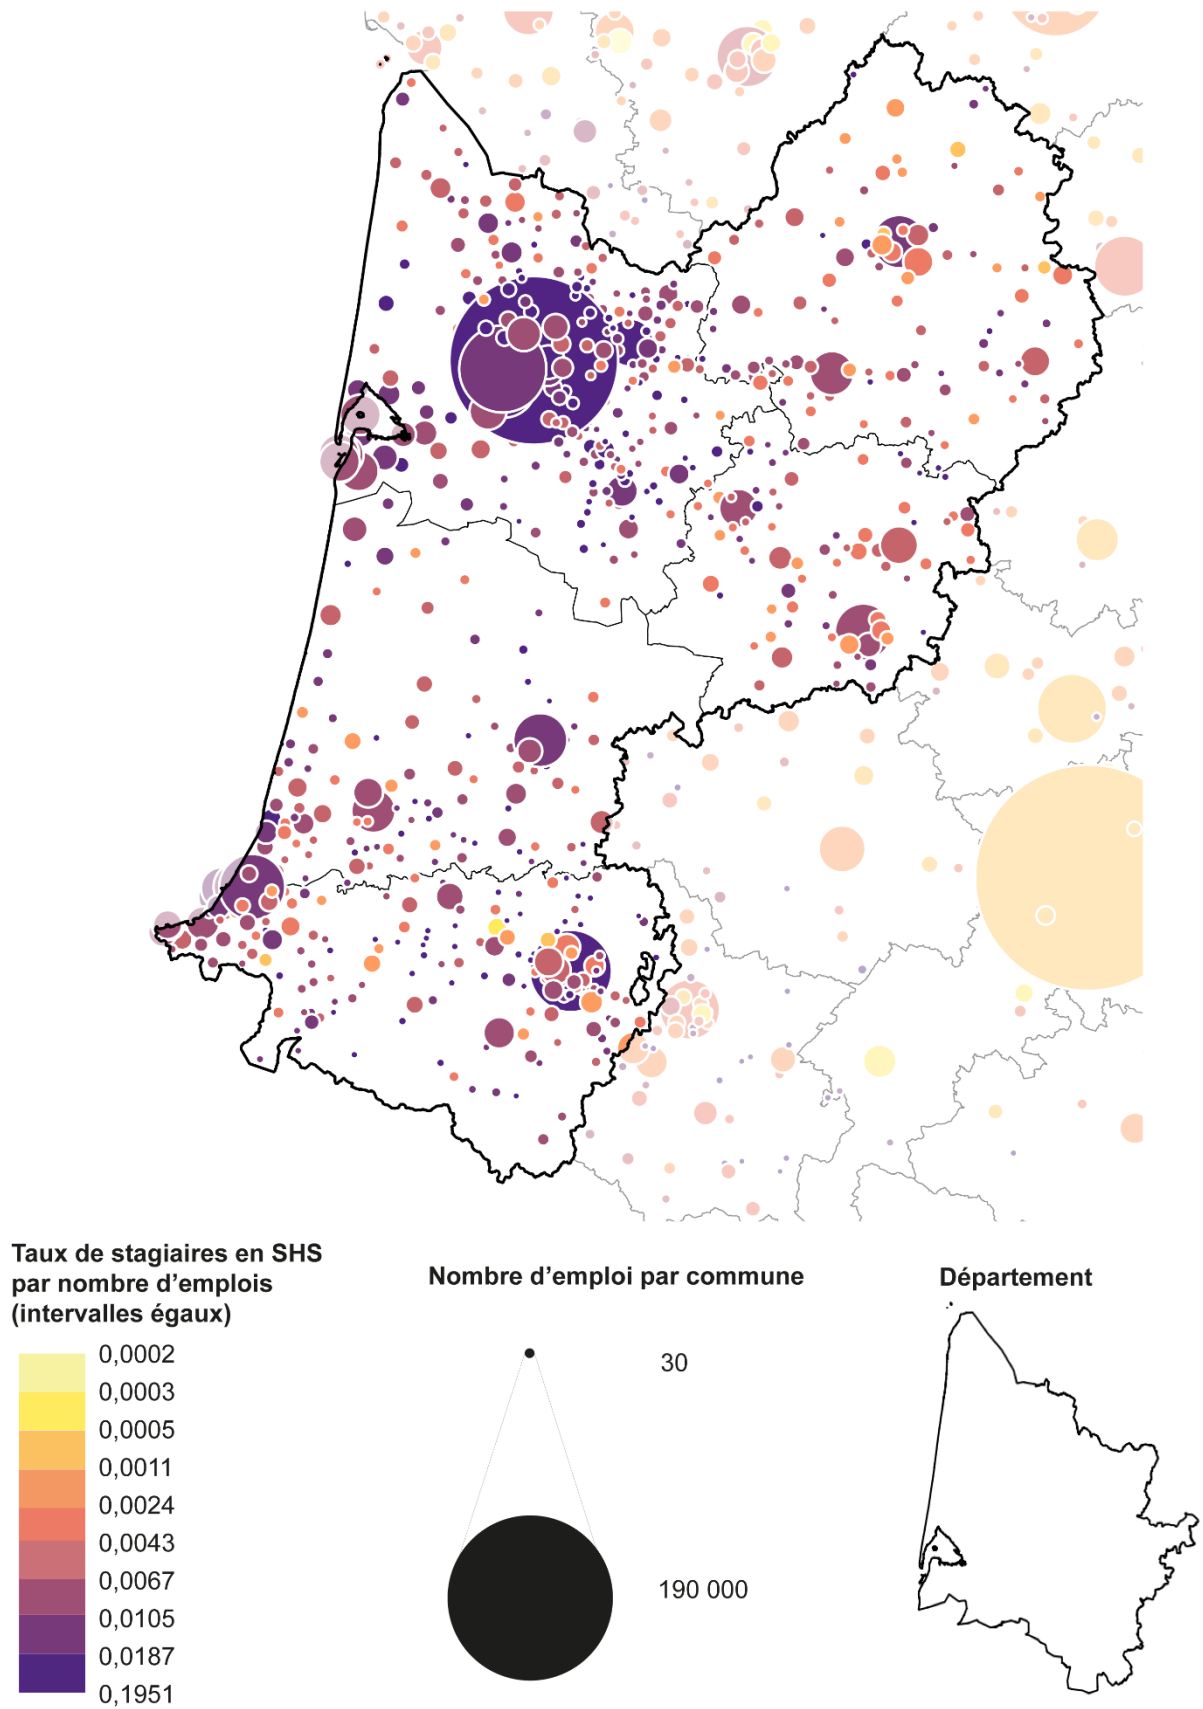 Taux de stagiaires en SHS
par nombre d’emplois
(intervalles égaux)
0,0002
0,0003
0,0005
0,0011
0,0024
0,0043
0,0067
0,0105
0,0187
0,1951
Nombre d’emploi par commune
30
190 000
Département